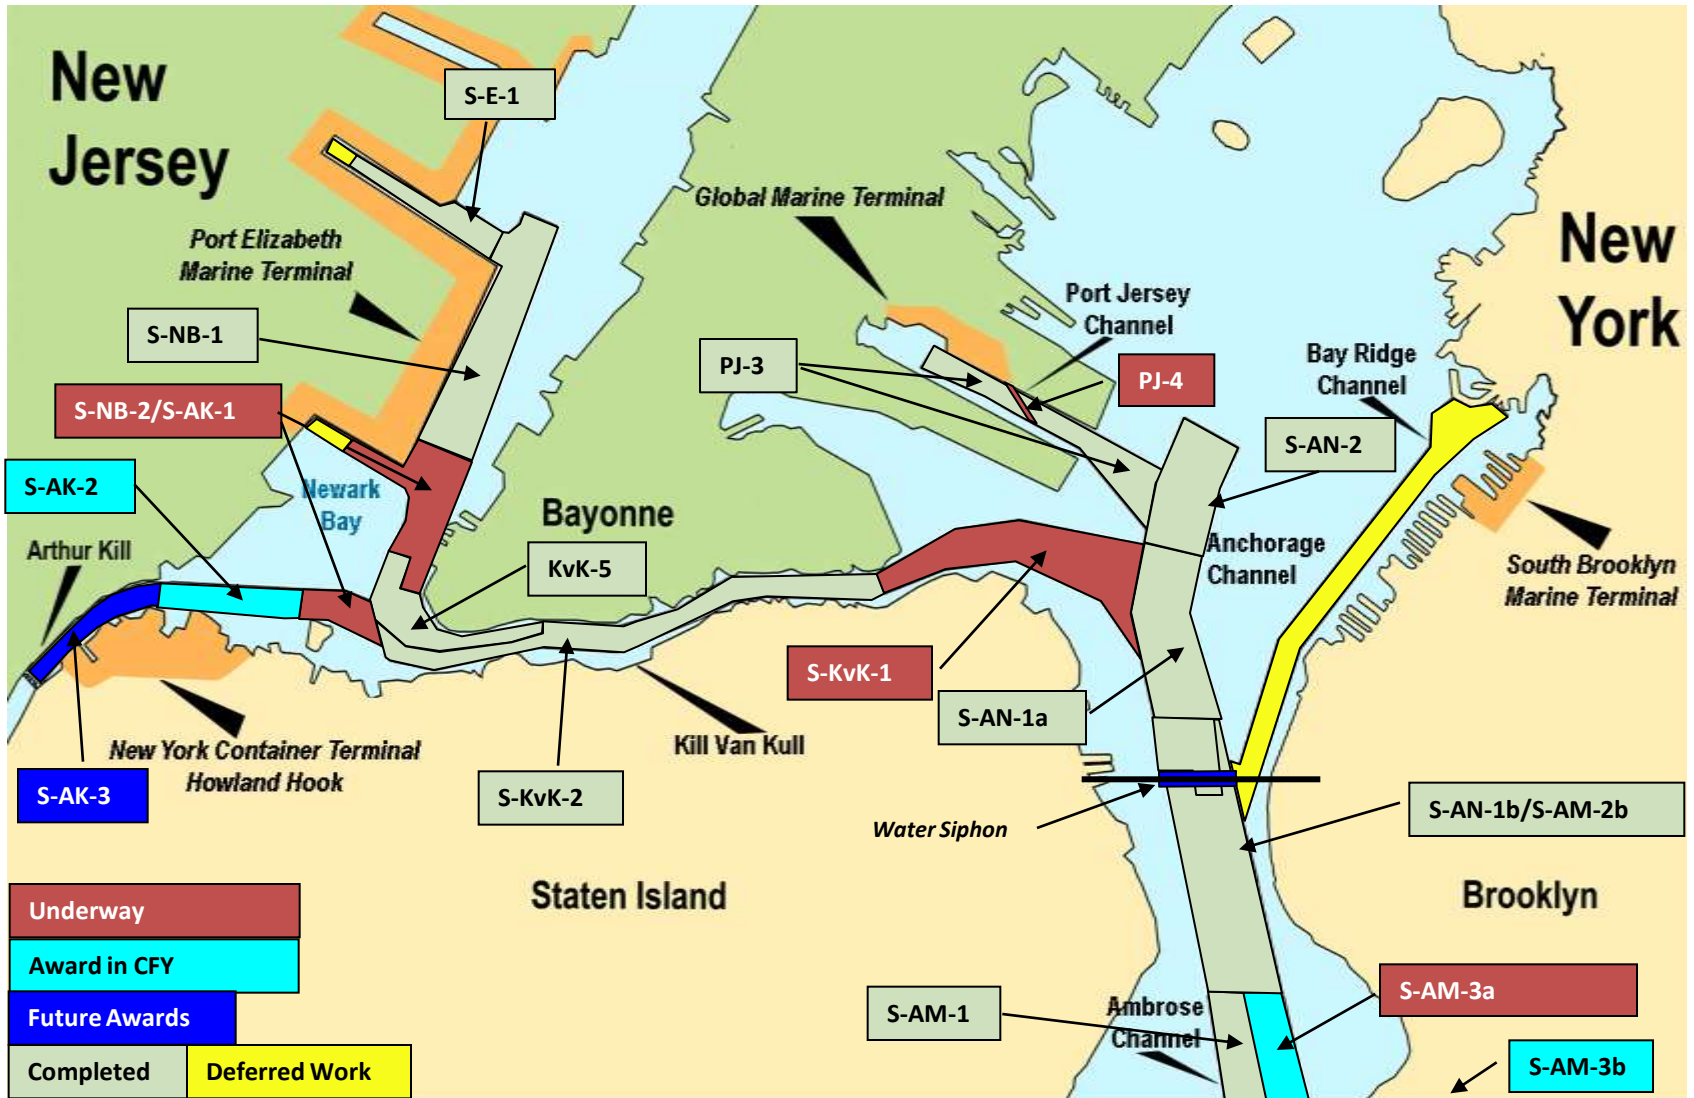 New
Jersey
S-E-1
Global Marine Terminal
Port Elizabeth
Marine Terminal
New
York
Port Jersey
Channel
S-NB-1
PJ-3
PJ-4
Bay Ridge
Channel
S-NB-2/S-AK-1
S-AN-2
S-AK-2
Newark
Bay
Bayonne
Arthur Kill
KvK-5
Anchorage
Channel
South Brooklyn
Marine Terminal
S-KvK-1
S-AN-1a
New York Container Terminal
Howland Hook
Kill Van Kull
S-AK-3
S-KvK-2
Water Siphon
S-AN-1b/S-AM-2b
Staten Island
Brooklyn
Underway
Award in CFY
Future Awards
Completed
Deferred Work
S-AM-1
Ambrose
Channel
S-AM-3a
S-AM-3b